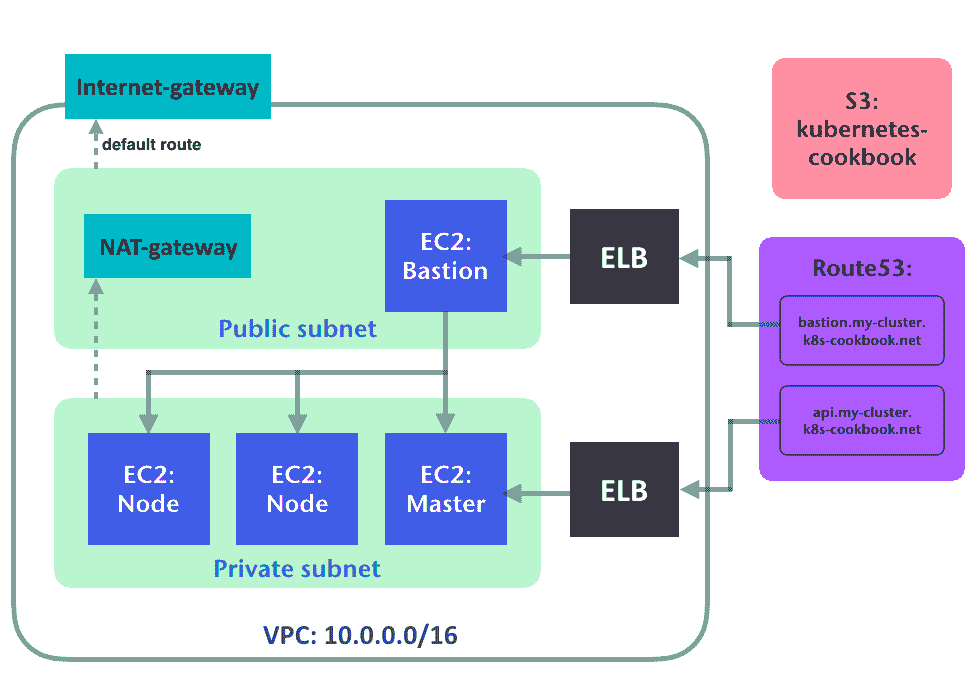 Internet-gateway
default route
S3:
kubernetes-
cookbook
NAT-gateway
EC2:
Bastion
ELB
Public subnet
Route53:
bastion.my-cluster.
k8s-cookbook.net
api.my-cluster.
k8s-cookbook.net
EC2:
Node
EC2:
Node
EC2:
Master
ELB
Private subnet
VPC: 10.0.0.0/16